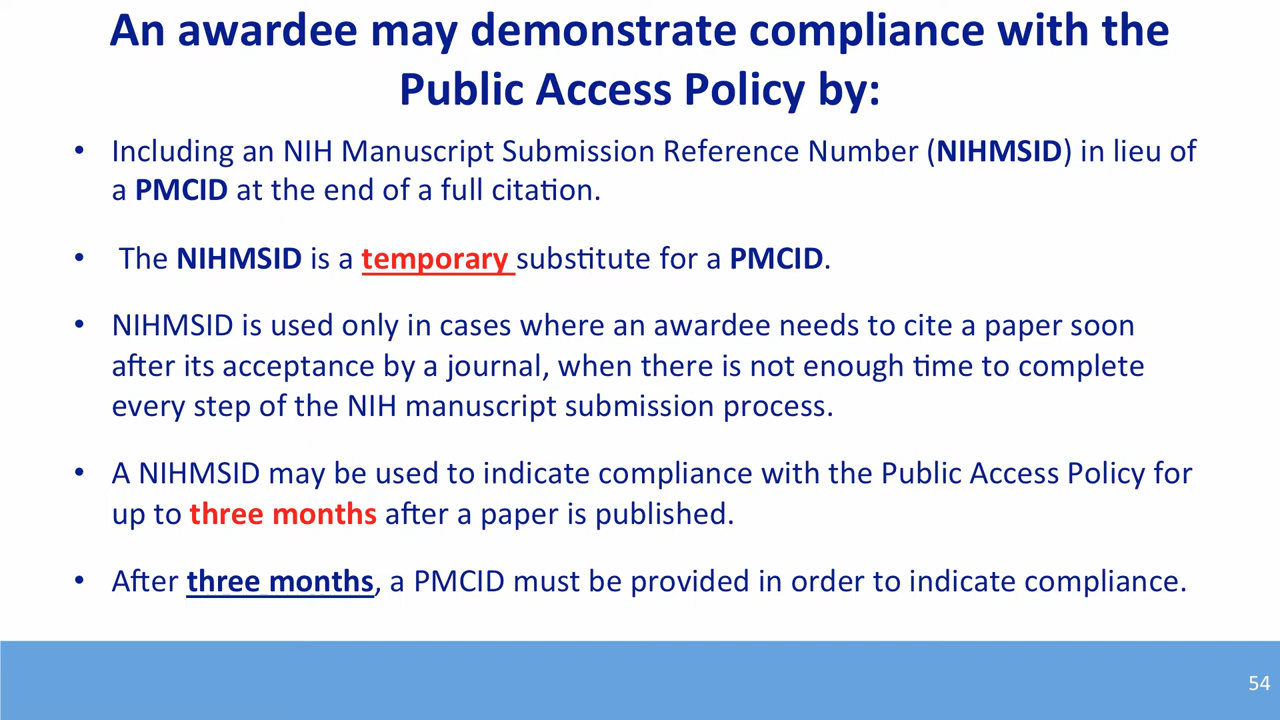 An awardee may demonstrate compliance with the
Public Access Policy by:
• Including an NIH Manuscript Submission Reference Number (NIHMSID) in lieu of
a PMCID at the end of a full citation.
• The NIHMSID is a temporary substitute for a PMCID.
• NIHMSID is used only in cases where an awardee needs to cite a paper soon
after its acceptance by a journal, when there is not enough time to complete
every step of the NIH manuscript submission process.
• A NIHMSID may be used to indicate compliance with the Public Access Policy for
up to three months after a paper is published.
• After three months, a PMCID must be provided in order to indicate compliance.
54